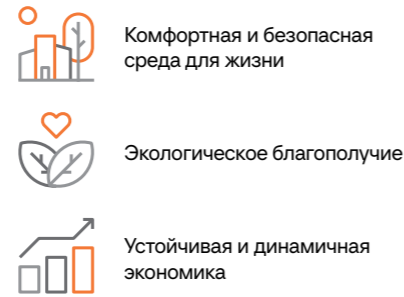 Комфортная и безопасная
среда для жизни
Экологическое благополучие
Устойчивая и динамичная
экономика